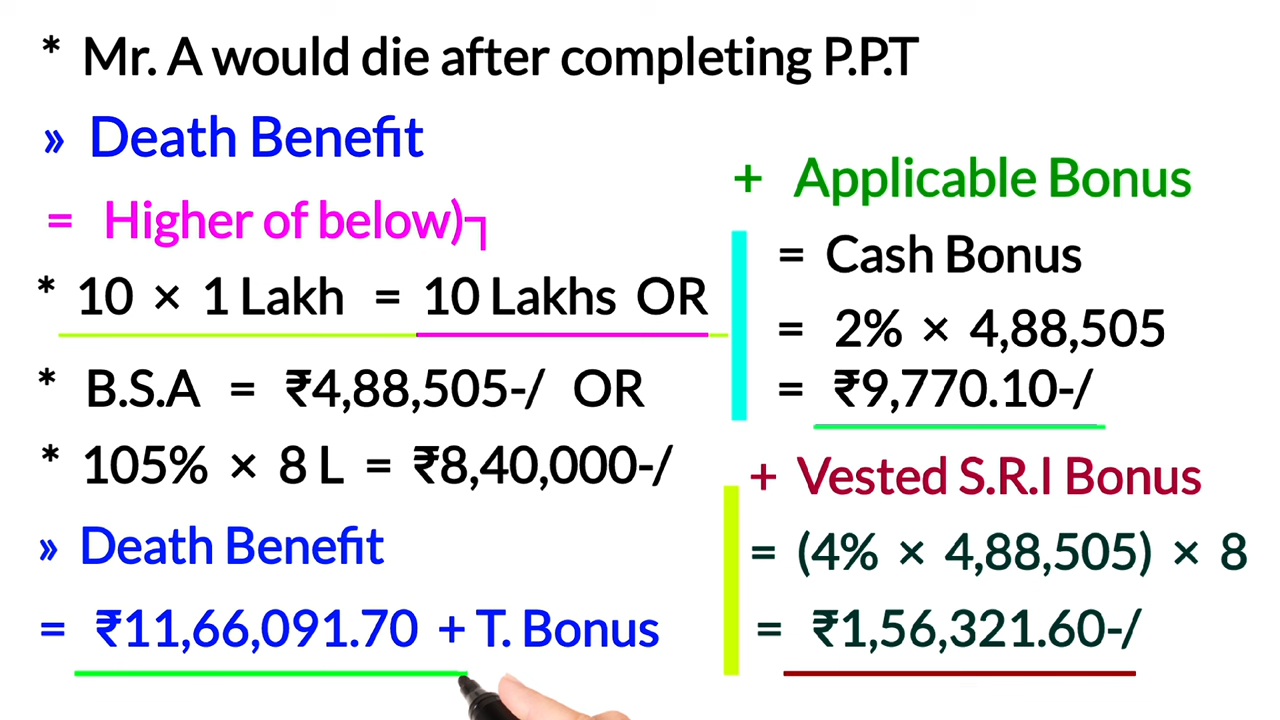 * Mr. A would die after completing P.P.T
» Death Benefit
= Higher of below)┐
* 10 × 1 Lakh = 10 Lakhs OR
* B.S.A = ₹4,88,505-/ OR
* 105% × 8 L = ₹8,40,000-/
» Death Benefit
= ₹11,66,091.70 + T. Bonus
+ Applicable Bonus
= Cash Bonus
= 2% × 4,88,505
= ₹9,770.10-/
+ Vested S.R.I Bonus
= (4% × 4,88,505) × 8
= ₹1,56,321.60-/